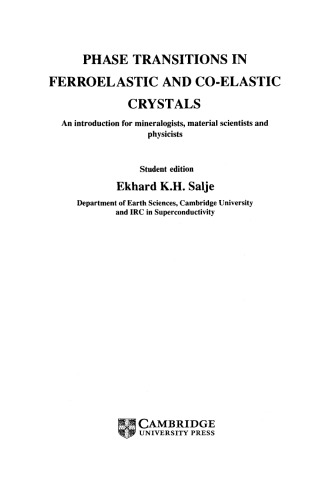 PHASE TRANSITIONS IN
FERROELASTIC AND CO-ELASTIC
CRYSTALS
An introduction for mineralogists, material scientists and
physicists
Student edition
Ekhard K.H. Salje
Department of Earth Sciences, Cambridge University
and IRC in Superconductivity
CAMBRIDGE
UNIVERSITY PRESS